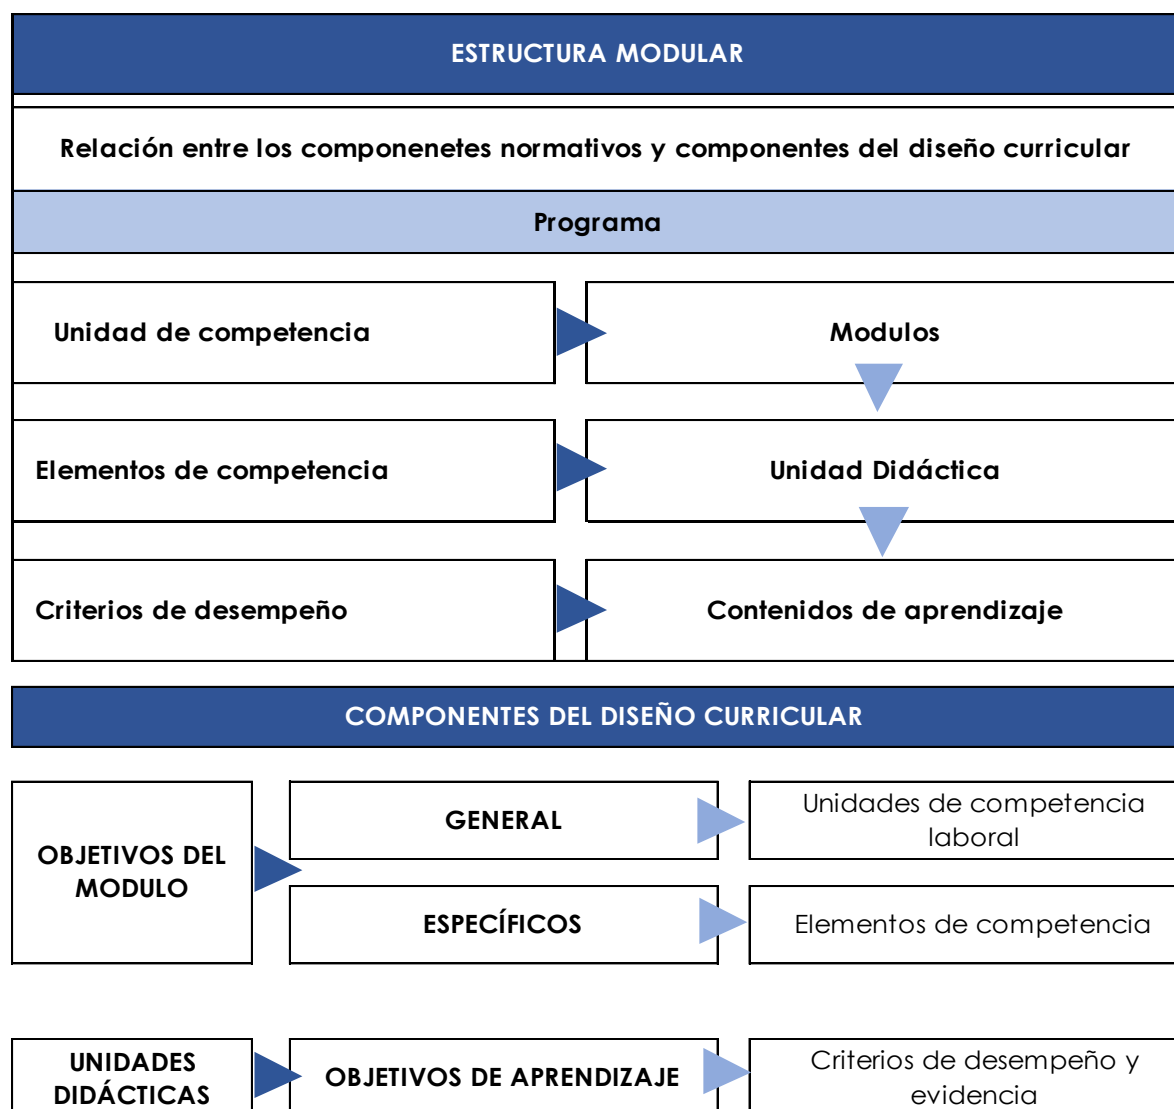 ESTRUCTURA MODULAR
Relación entre los componenetes normativos y componentes del diseño curricular
Programa
Unidad de competencia
Modulos
Elementos de competencia
Unidad Didáctica
Criterios de desempeño
Contenidos de aprendizaje
COMPONENTES DEL DISEÑO CURRICULAR
OBJETIVOS DEL
MODULO
GENERAL
Unidades de competencia
laboral
ESPECÍFICOS
Elementos de competencia
UNIDADES
DIDÁCTICAS
OBJETIVOS DE APRENDIZAJE
Criterios de desempeño y
evidencia